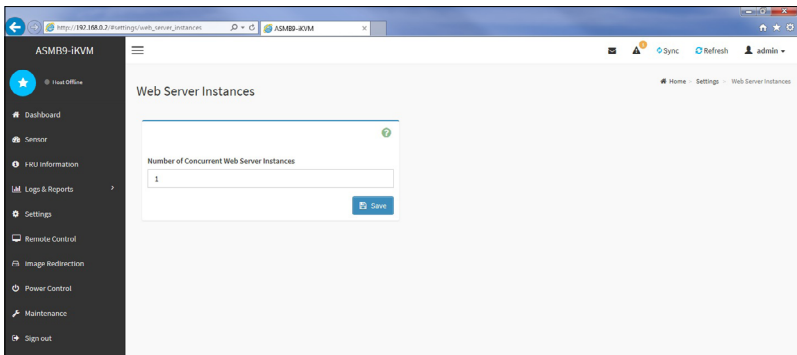 http://192.168.0.2/#settings/web_server_instances
ASMB9-iKVM
ASMB9-iKVM
Sync
Refresh
admin
Host Offline
Home
Settings
Web Server Instances
Web Server Instances
Dashboard
Sensor
FRU Information
Number of Concurrent Web Server Instances
1
Logs & Reports
Save
Settings
Remote Control
Image Redirection
Power Control
Maintenance
Sign out